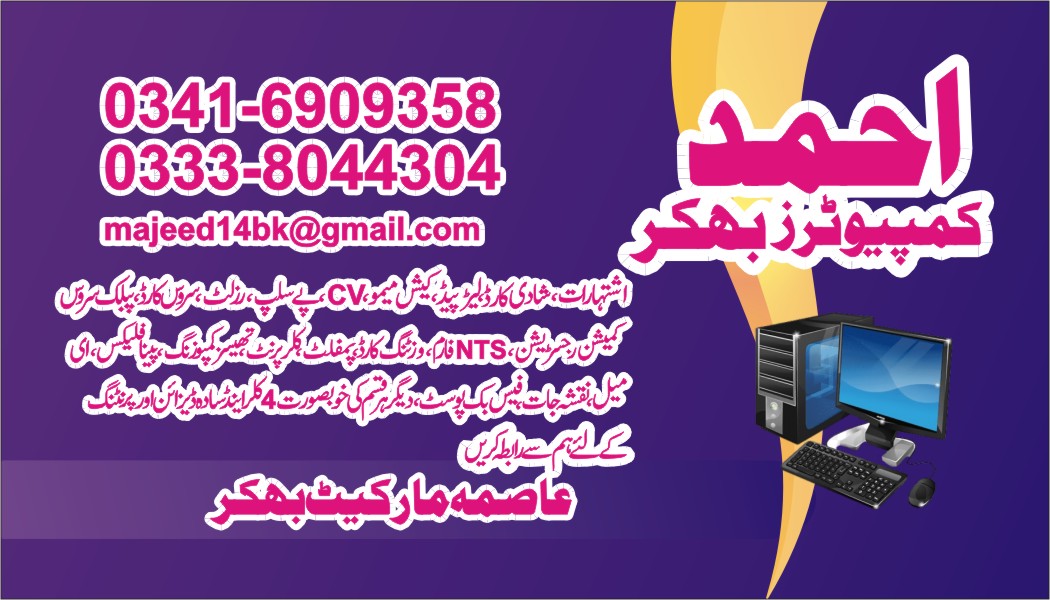 احمد
کمپیوٹرز بھکر
0341-6909358
0333-8044304
majeed14bk@gmail.com
اشتہارات، شادی کارڈ، لیٹر پیڈ، کیش میمو، CV، پے سلپ، رزلٹ، سروس کارڈ، پبلک سروس
کمیشن رجسٹریشن، NTS فارم، وزٹنگ کارڈ، پمفلٹ، کلر پرنٹ، تھیسز کمپوزنگ، پینا فلیکس، ای
میل، نقشہ جات، فیس بک پوسٹ، دیگر ہر قسم کی خوبصورت 4 کلر اینڈ سادہ ڈیزائن اور پرنٹنگ
کے لئے ہم سے رابطہ کریں
عاصمہ مارکیٹ بھکر